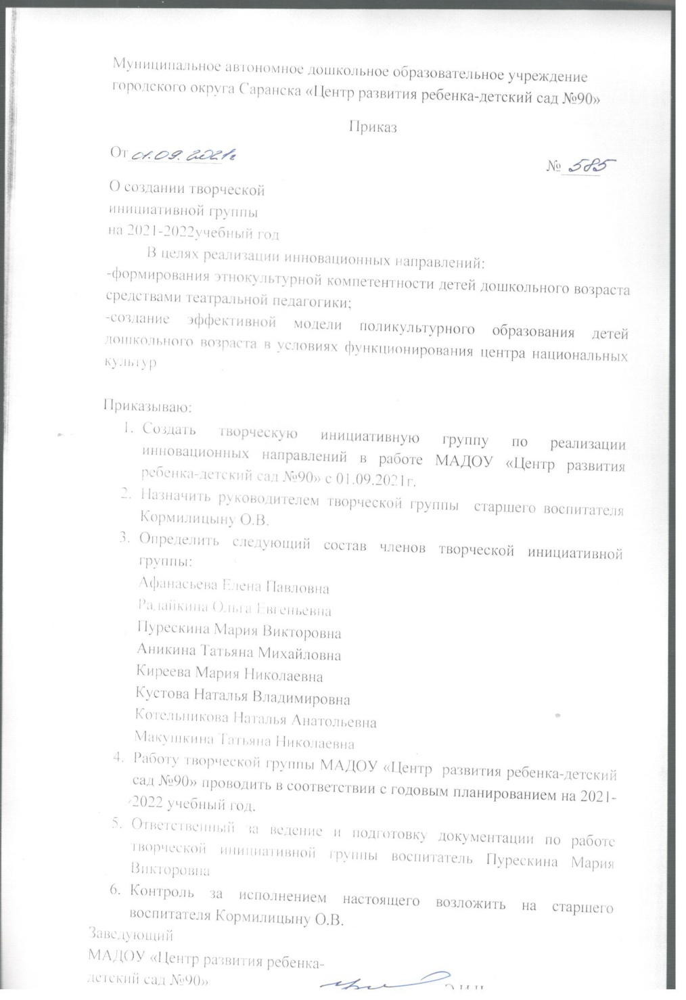 Муниципальное автономное дошкольное образовательное учреждение
городского округа Саранска «Центр развития ребенка-детский сад №90»
Приказ
От 01.09.2021г
№ 585
О создании творческой
инициативной группы
на 2021-2022учебный год
В целях реализации инновационных направлений:
-формирования этнокультурной компетентности детей дошкольного возраста
средствами театральной педагогики;
-создание эффективной модели поликультурного образования детей
дошкольного возраста в условиях функционирования центра национальных
культур
Приказываю:
1. Создать творческую инициативную группу по реализации
инновационных направлений в работе МАДОУ «Центр развития
ребенка-детский сад №90» с 01.09.2021г.
2. Назначить руководителем творческой группы старшего воспитателя
Кормилицыну О.В.
3. Определить следующий состав членов творческой инициативной
группы:
Афанасьева Елена Павловна
Радайкина Ольга Евгеньевна
Пурескина Мария Викторовна
Аникина Татьяна Михайловна
Киреева Мария Николаевна
Кустова Наталья Владимировна
Котельникова Наталья Анатольевна
Макушкина Татьяна Николаевна
4. Работу творческой группы МАДОУ «Центр развития ребенка-детский
сад №90» проводить в соответствии с годовым планированием на 2021-
2022 учебный год.
5. Ответственный за ведение и подготовку документации по работе
творческой инициативной группы воспитатель Пурескина Мария
Викторовна
6. Контроль за исполнением настоящего возложить на старшего
воспитателя Кормилицыну О.В.
Заведующий
МАДОУ «Центр развития ребенка-
детский сад №90»